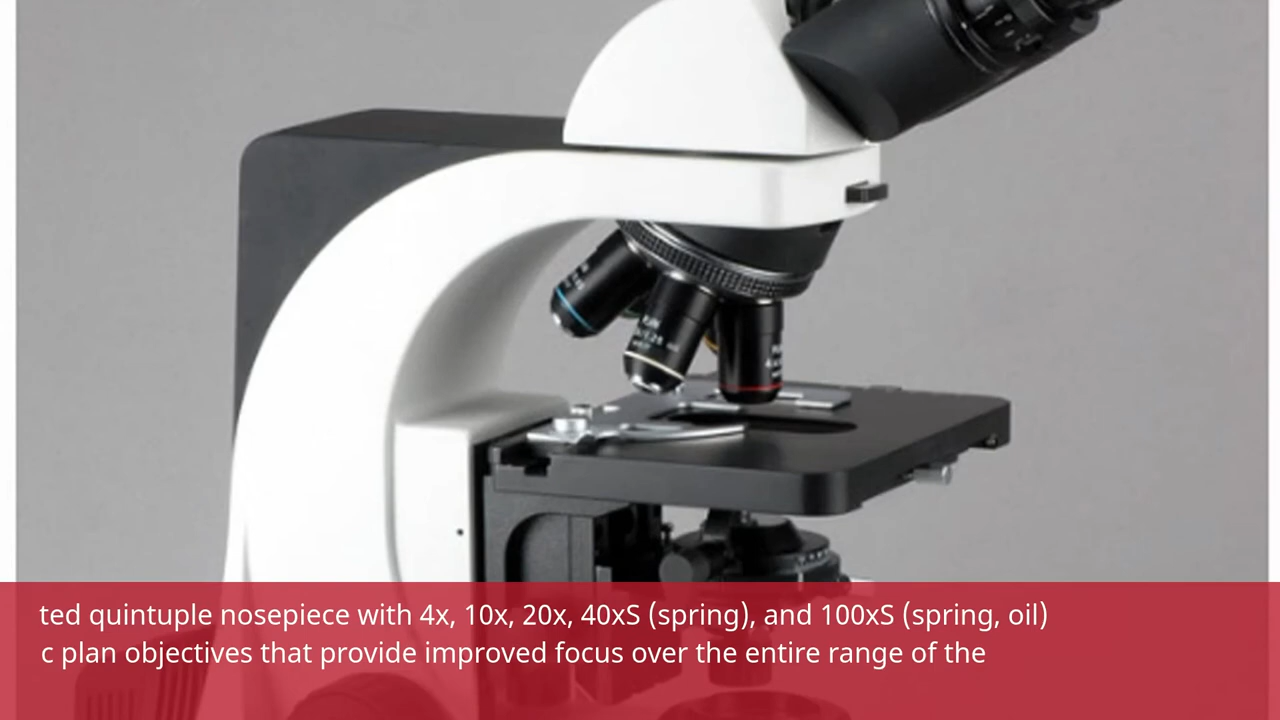 ted quintuple nosepiece with 4x, 10x, 20x, 40xS (spring), and 100xS (spring, oil)
c plan objectives that provide improved focus over the entire range of the